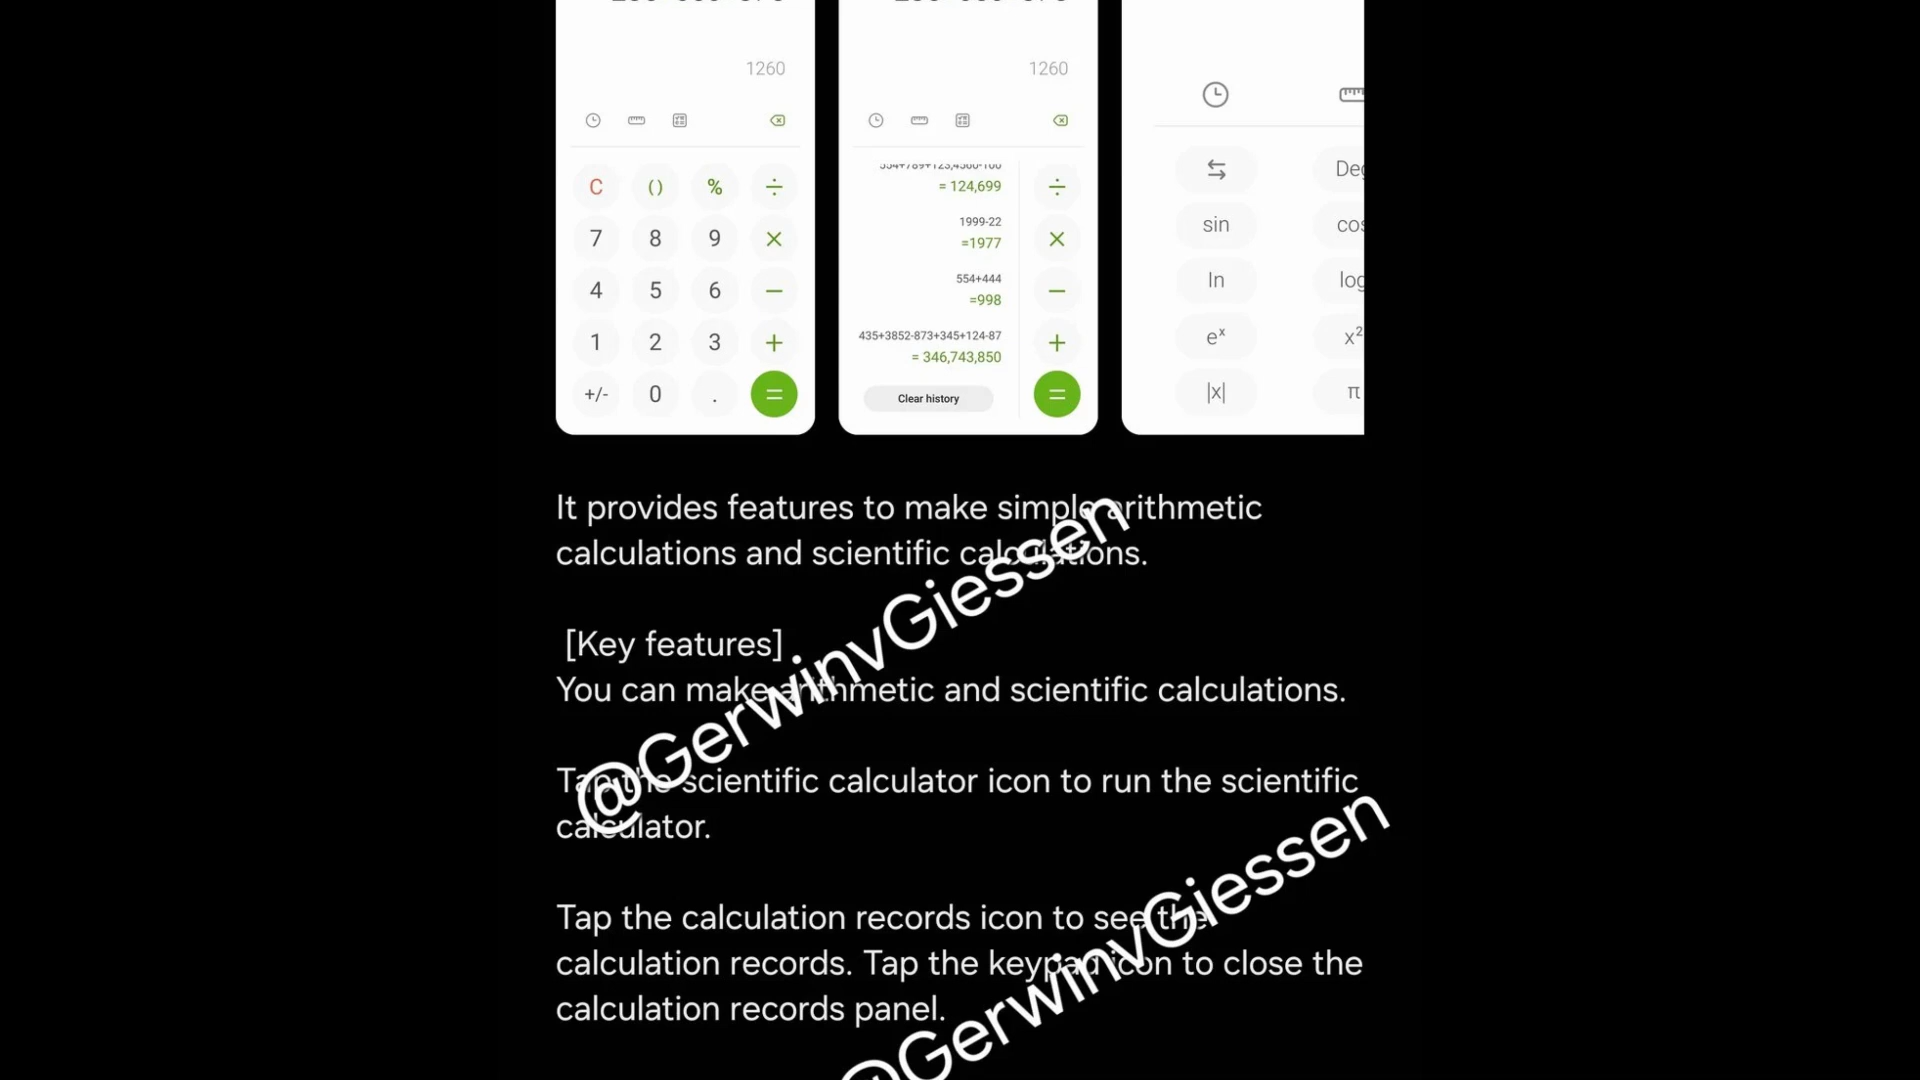 1260
C () % ÷
7 8 9 ×
4 5 6 −
1 2 3 +
+/- 0 . =
1260
= 124,699
1999-22
=1977
554+444
=998
435+3852-873+345+124-87
= 346,743,850
Clear history
÷
×
−
+
=
⇆ Deg
sin cos
ln log
eˣ x²
|x| π
It provides features to make simple arithmetic
calculations and scientific calculations.
[Key features]
You can make arithmetic and scientific calculations.
Tap the scientific calculator icon to run the scientific
calculator.
Tap the calculation records icon to see the
calculation records. Tap the keypad icon to close the
calculation records panel.
@GerwinvGiessen
@GerwinvGiessen